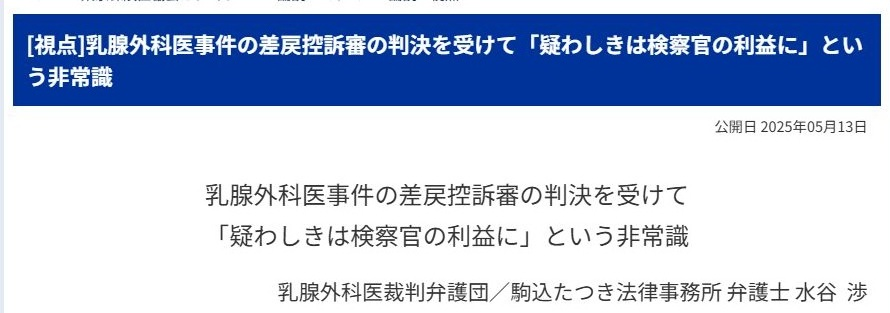 [視点]乳腺外科医事件の差戻控訴審の判決を受けて「疑わしきは検察官の利益に」とい
う非常識
公開日 2025年05月13日
乳腺外科医事件の差戻控訴審の判決を受けて
「疑わしきは検察官の利益に」という非常識
乳腺外科医裁判弁護団／駒込たつき法律事務所 弁護士 水谷 渉